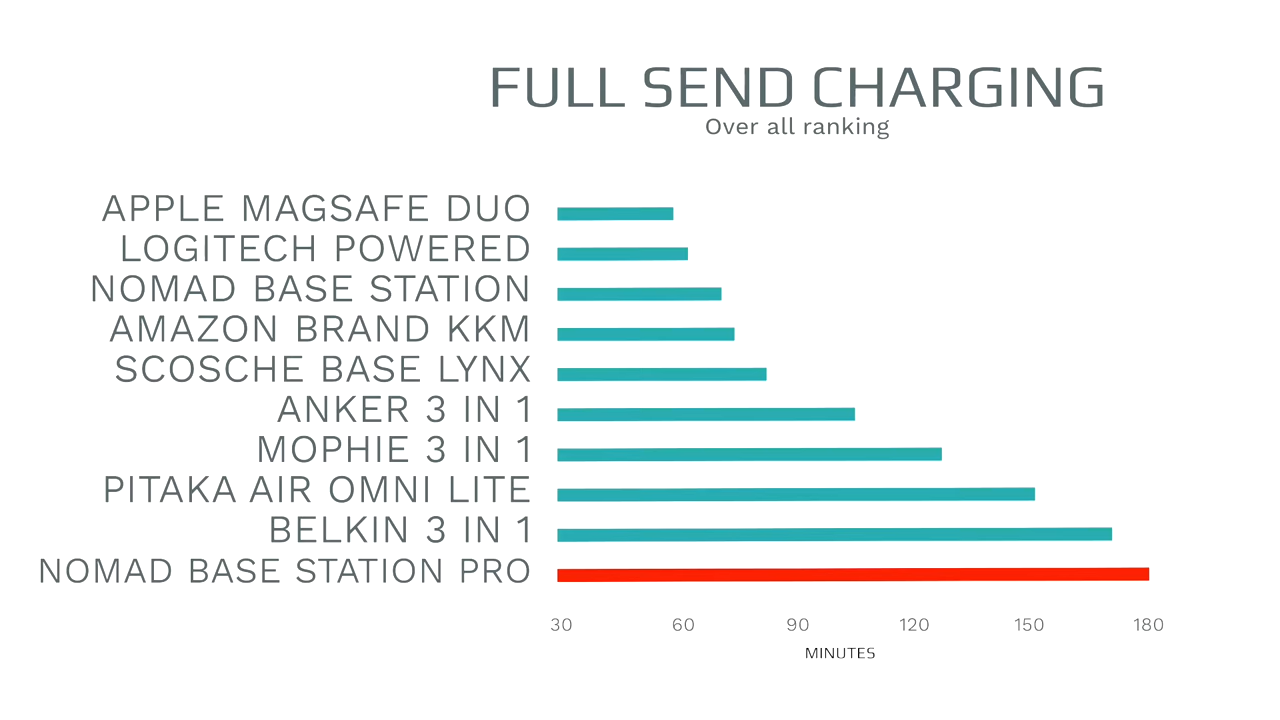 FULL SEND CHARGING
Over all ranking
APPLE MAGSAFE DUO
LOGITECH POWERED
NOMAD BASE STATION
AMAZON BRAND KKM
SCOSCHE BASE LYNX
ANKER 3 IN 1
MOPHIE 3 IN 1
PITAKA AIR OMNI LITE
BELKIN 3 IN 1
NOMAD BASE STATION PRO
30 60 90 120 150 180
MINUTES